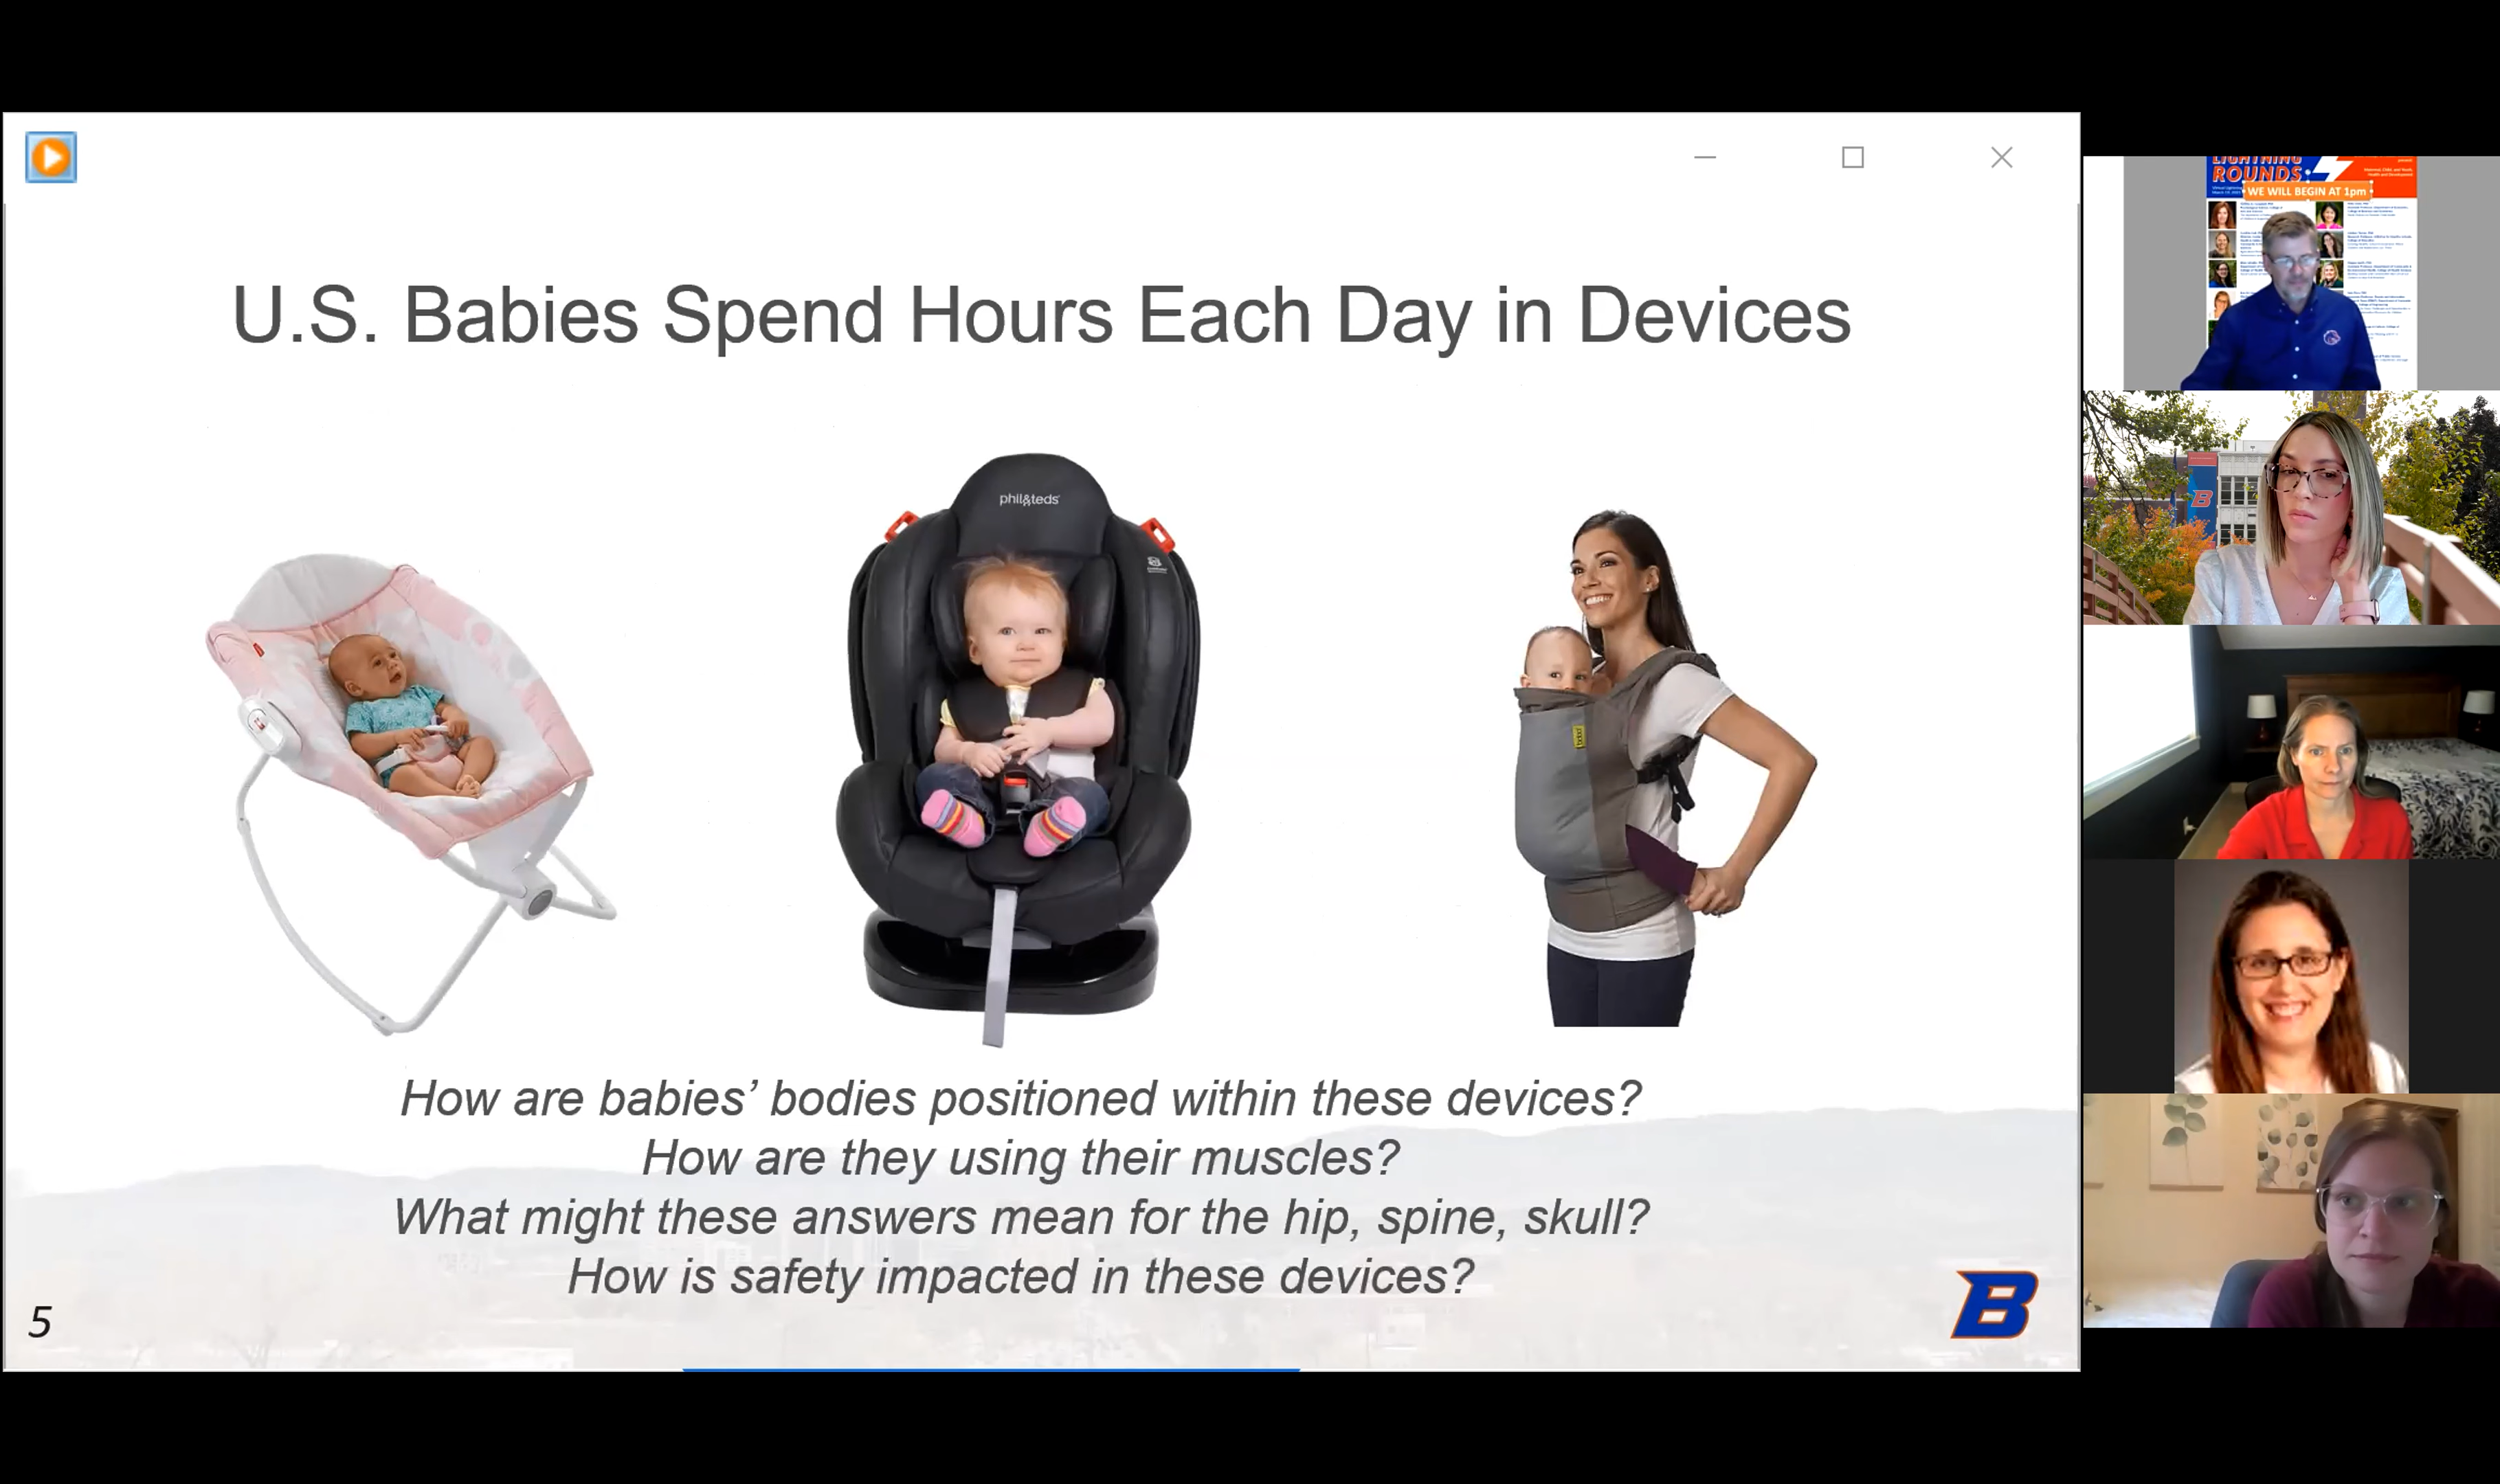 U.S. Babies Spend Hours Each Day in Devices
phil&teds
boba
How are babies’ bodies positioned within these devices?
How are they using their muscles?
What might these answers mean for the hip, spine, skull?
How is safety impacted in these devices?
5
B
LIGHTNING
ROUNDS
WE WILL BEGIN AT 1pm
B